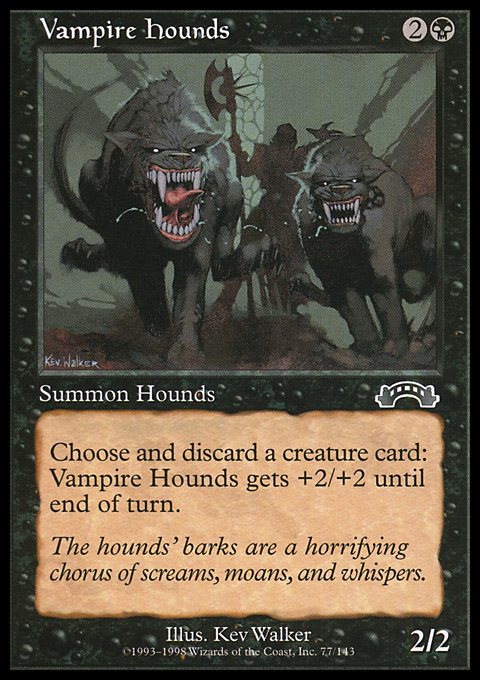 Vampire Hounds 2
KEV WALKER
Summon Hounds
Choose and discard a creature card:
Vampire Hounds gets +2/+2 until
end of turn.
The hounds’ barks are a horrifying
chorus of screams, moans, and whispers.
Illus. Kev Walker
©1993–1998 Wizards of the Coast, Inc. 77/143
2/2